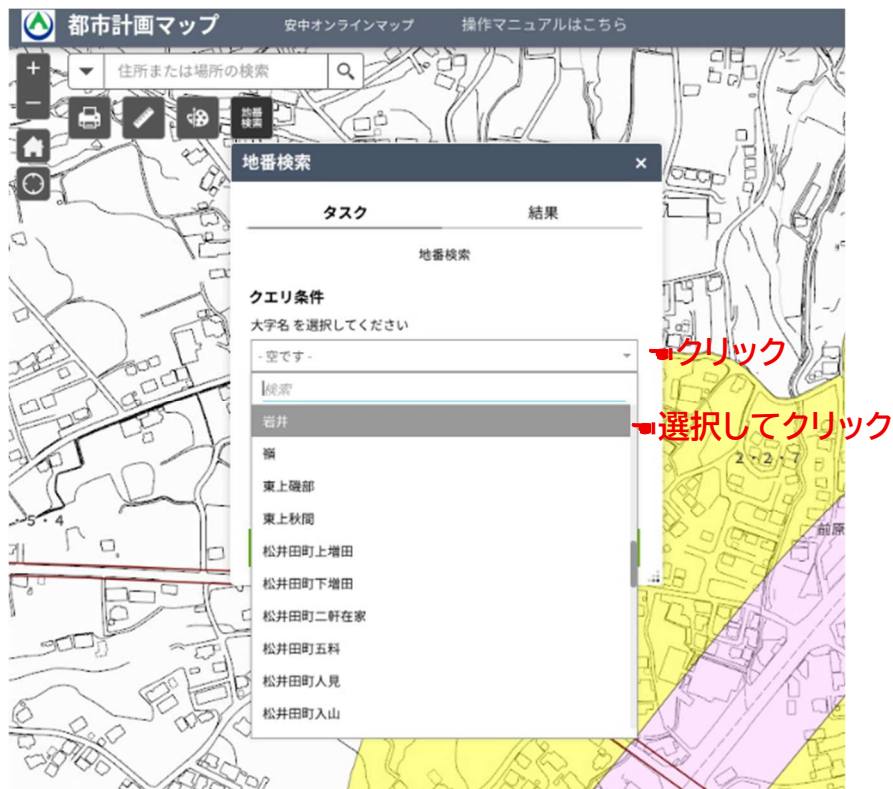 都市計画マップ 安中オンラインマップ 操作マニュアルはこちら
住所または場所の検索
地番
検索
地番検索 ×
タスク 結果
地番検索
クエリ条件
大字名 を選択してください
- 空です -
クリック
検索
岩井
選択してクリック
嶺
東上磯部
2・2・7
東上秋間
5・4
前原
松井田町上増田
松井田町下増田
松井田町二軒在家
松井田町五料
松井田町人見
松井田町入山